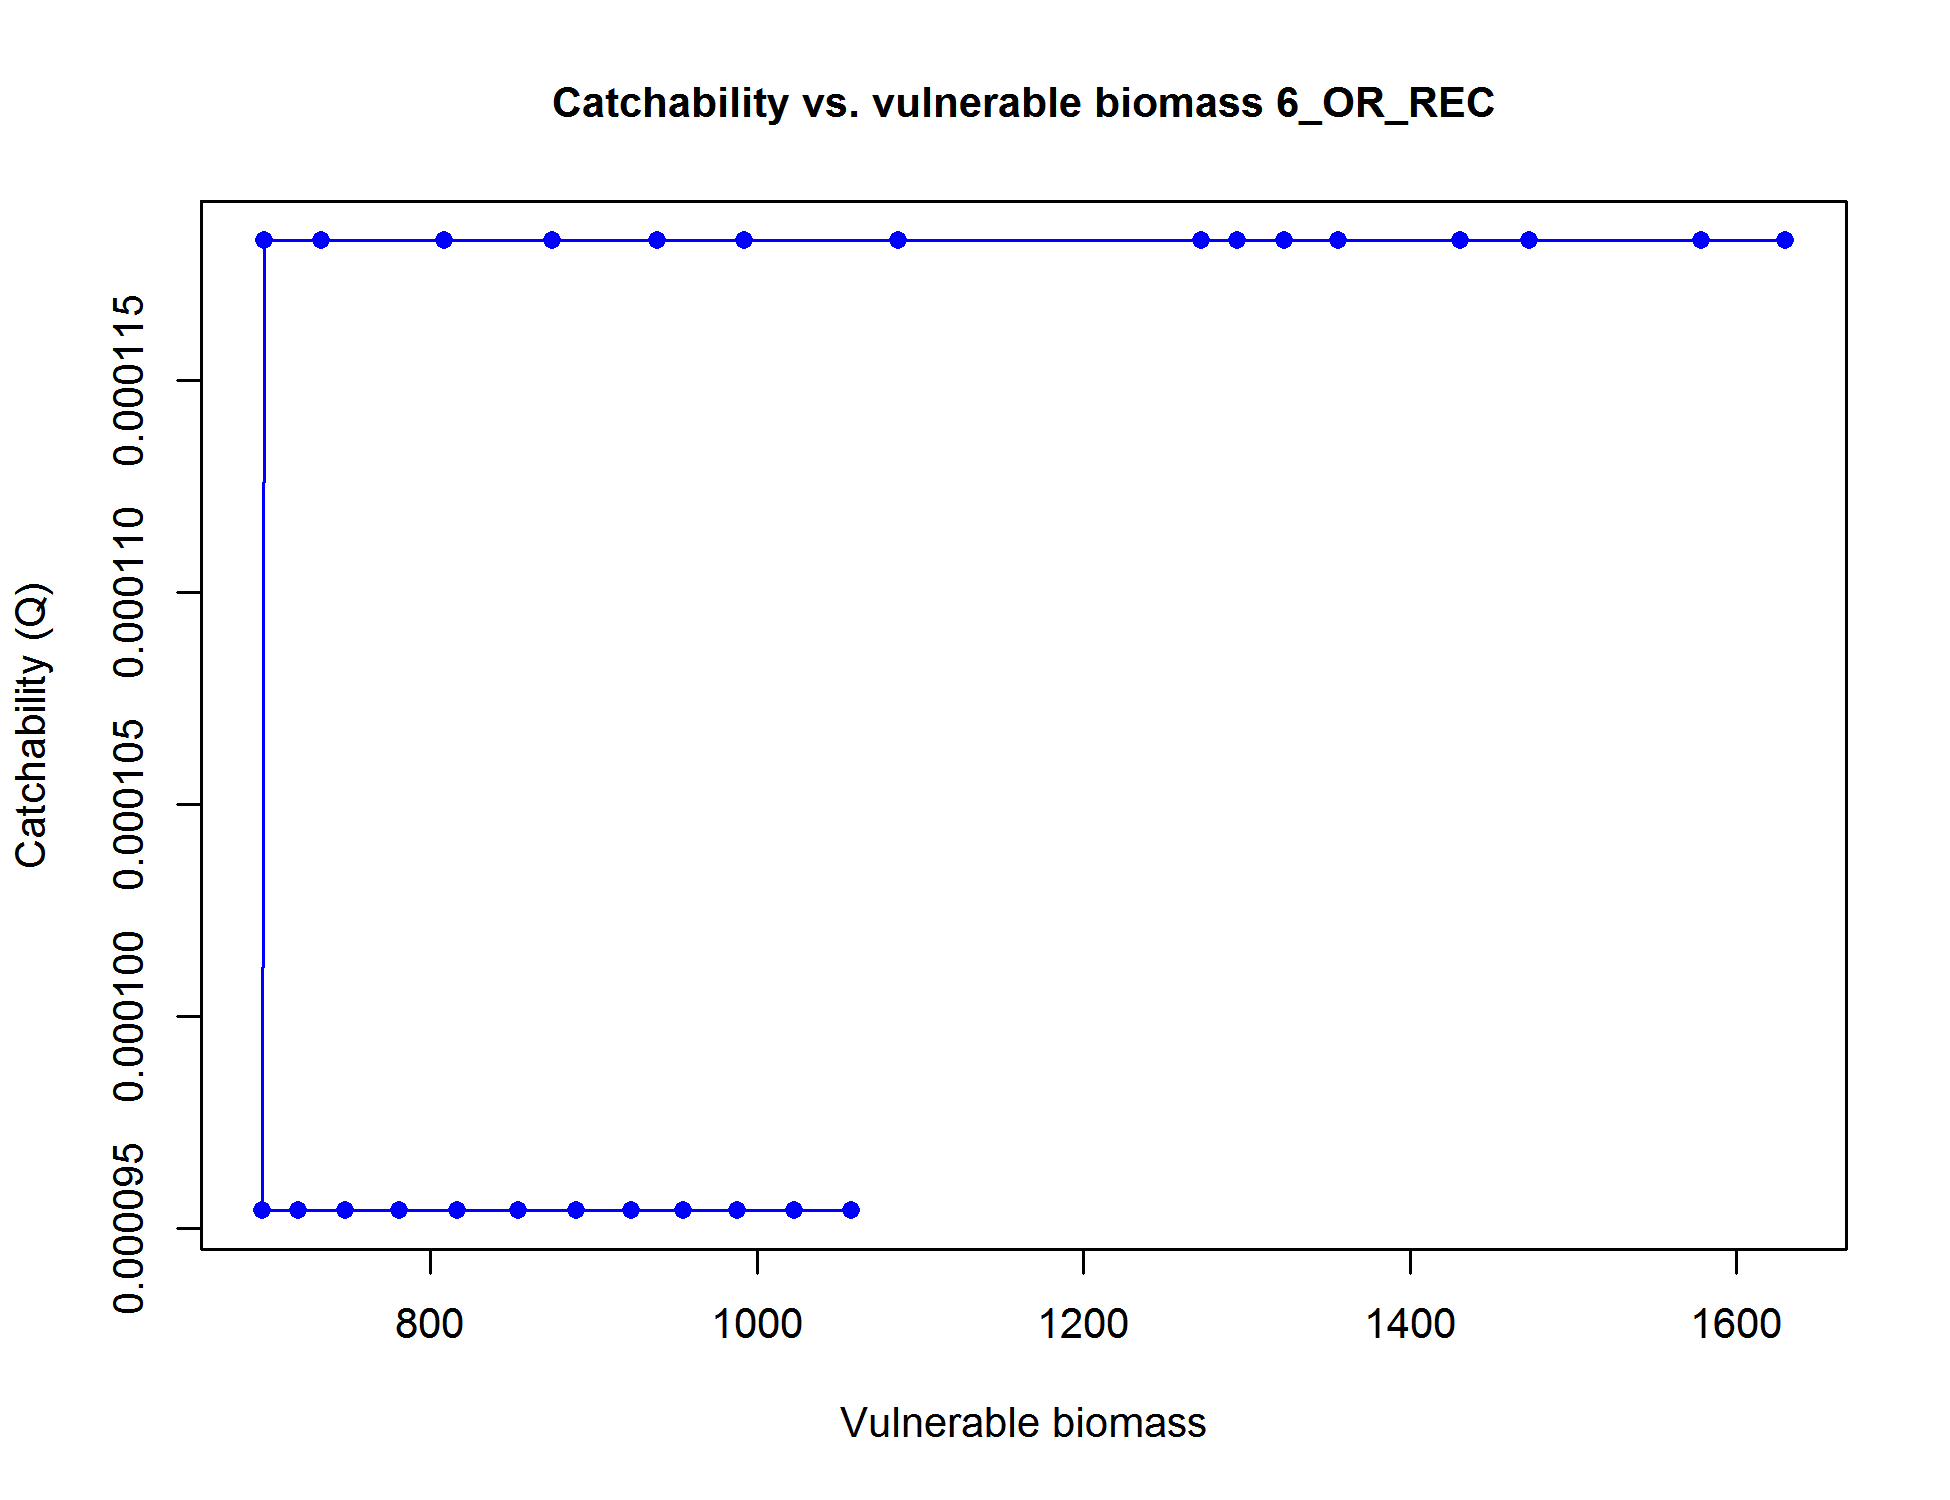 Catchability vs. vulnerable biomass 6_OR_REC
Catchability (Q)
0.000115
0.000110
0.000105
0.000100
0.000095
800 1000 1200 1400 1600
Vulnerable biomass